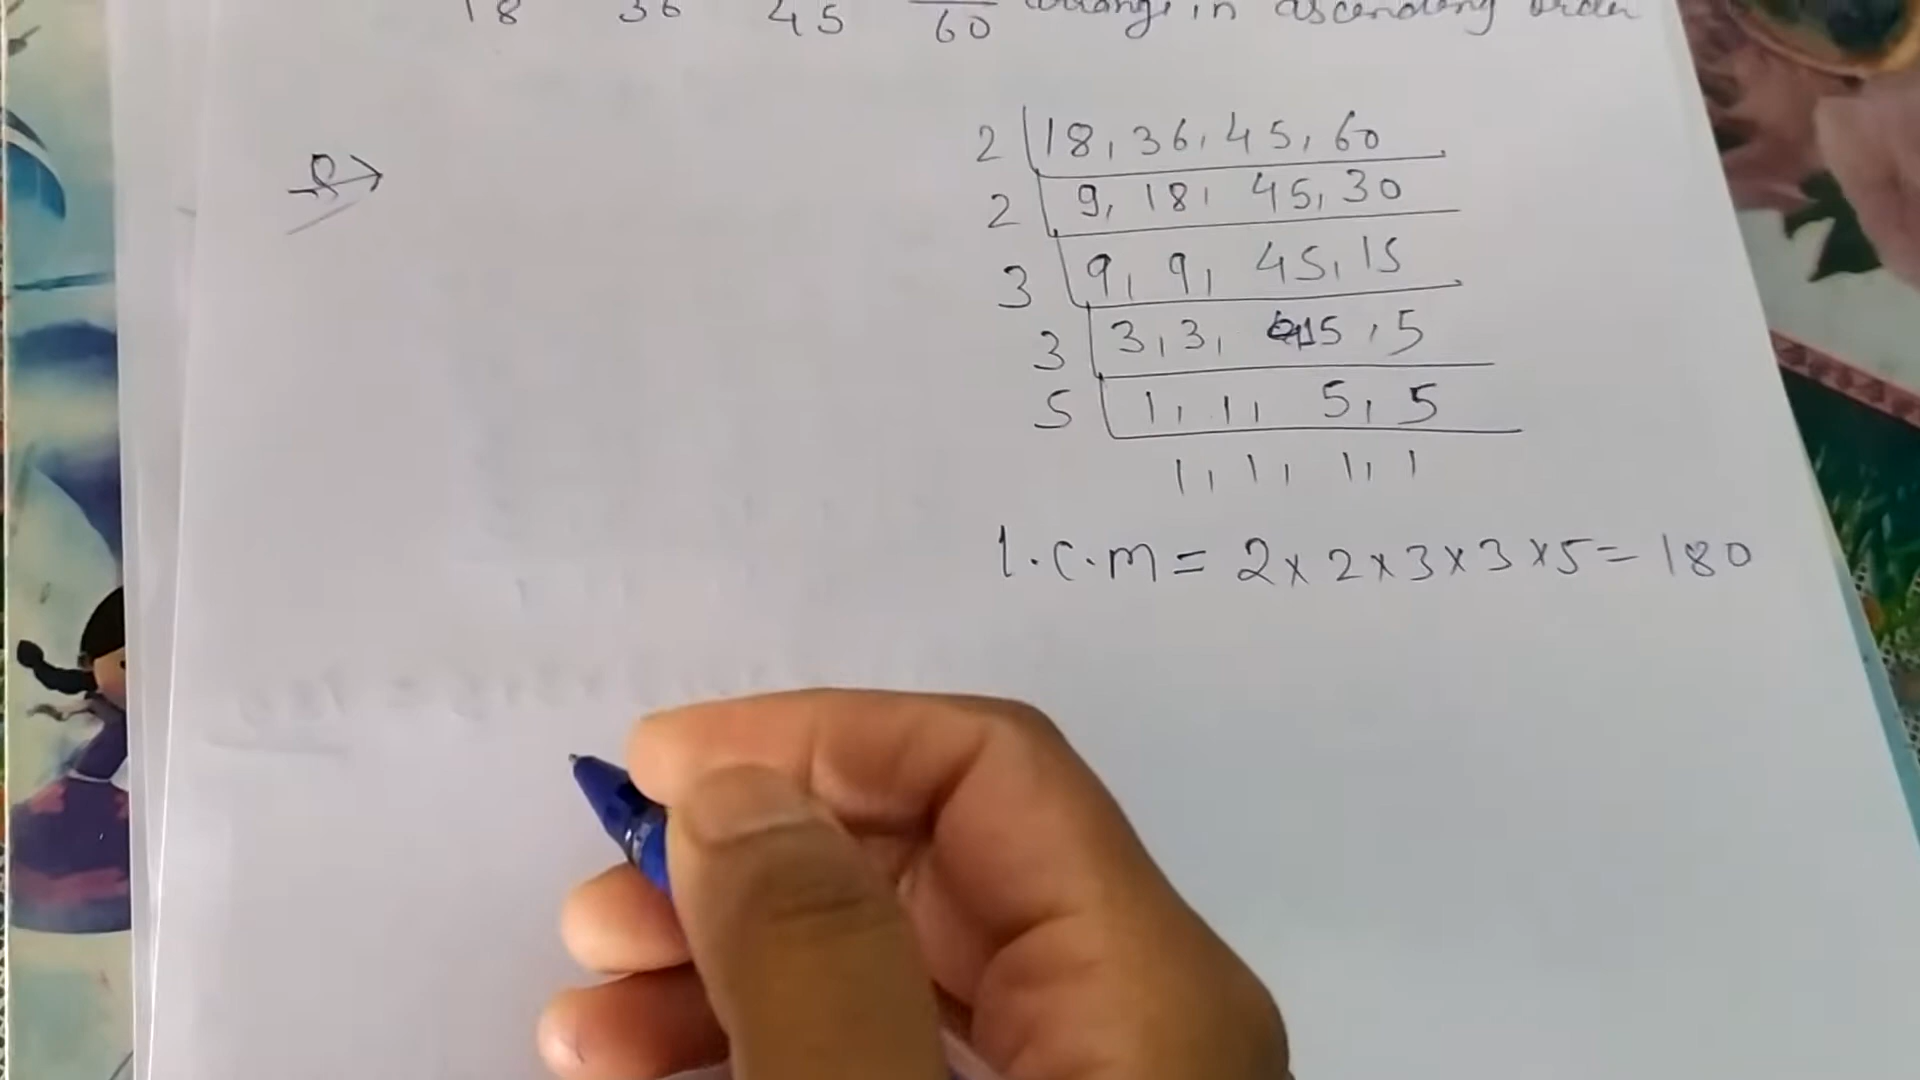 18 36 45 60 arrange in ascending order
2 18, 36, 45, 60
2 9, 18, 45, 30
3 9, 9, 45, 15
3 3, 3, 15, 5
5 1, 1, 5, 5
1, 1, 1, 1
l.c.m = 2×2×3×3×5=180